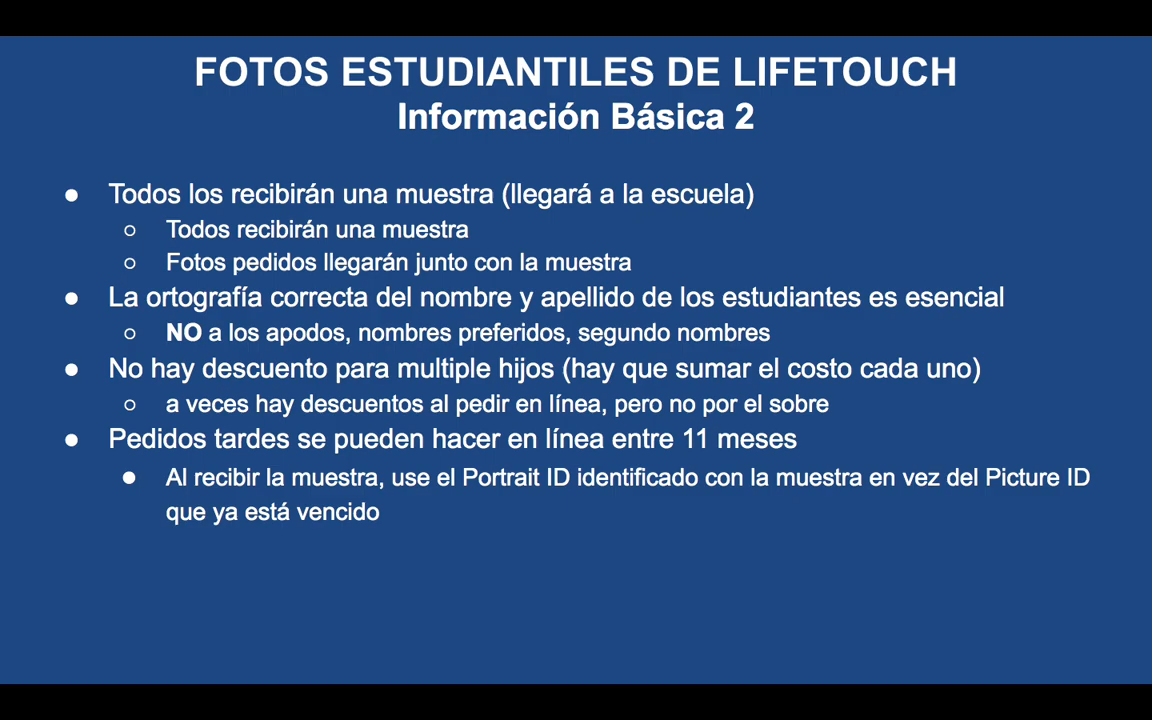 FOTOS ESTUDIANTILES DE LIFETOUCH
Información Básica 2
● Todos los recibirán una muestra (llegará a la escuela)
○ Todos recibirán una muestra
○ Fotos pedidos llegarán junto con la muestra
● La ortografía correcta del nombre y apellido de los estudiantes es esencial
○ NO a los apodos, nombres preferidos, segundo nombres
● No hay descuento para multiple hijos (hay que sumar el costo cada uno)
○ a veces hay descuentos al pedir en línea, pero no por el sobre
● Pedidos tardes se pueden hacer en línea entre 11 meses
● Al recibir la muestra, use el Portrait ID identificado con la muestra en vez del Picture ID
que ya está vencido